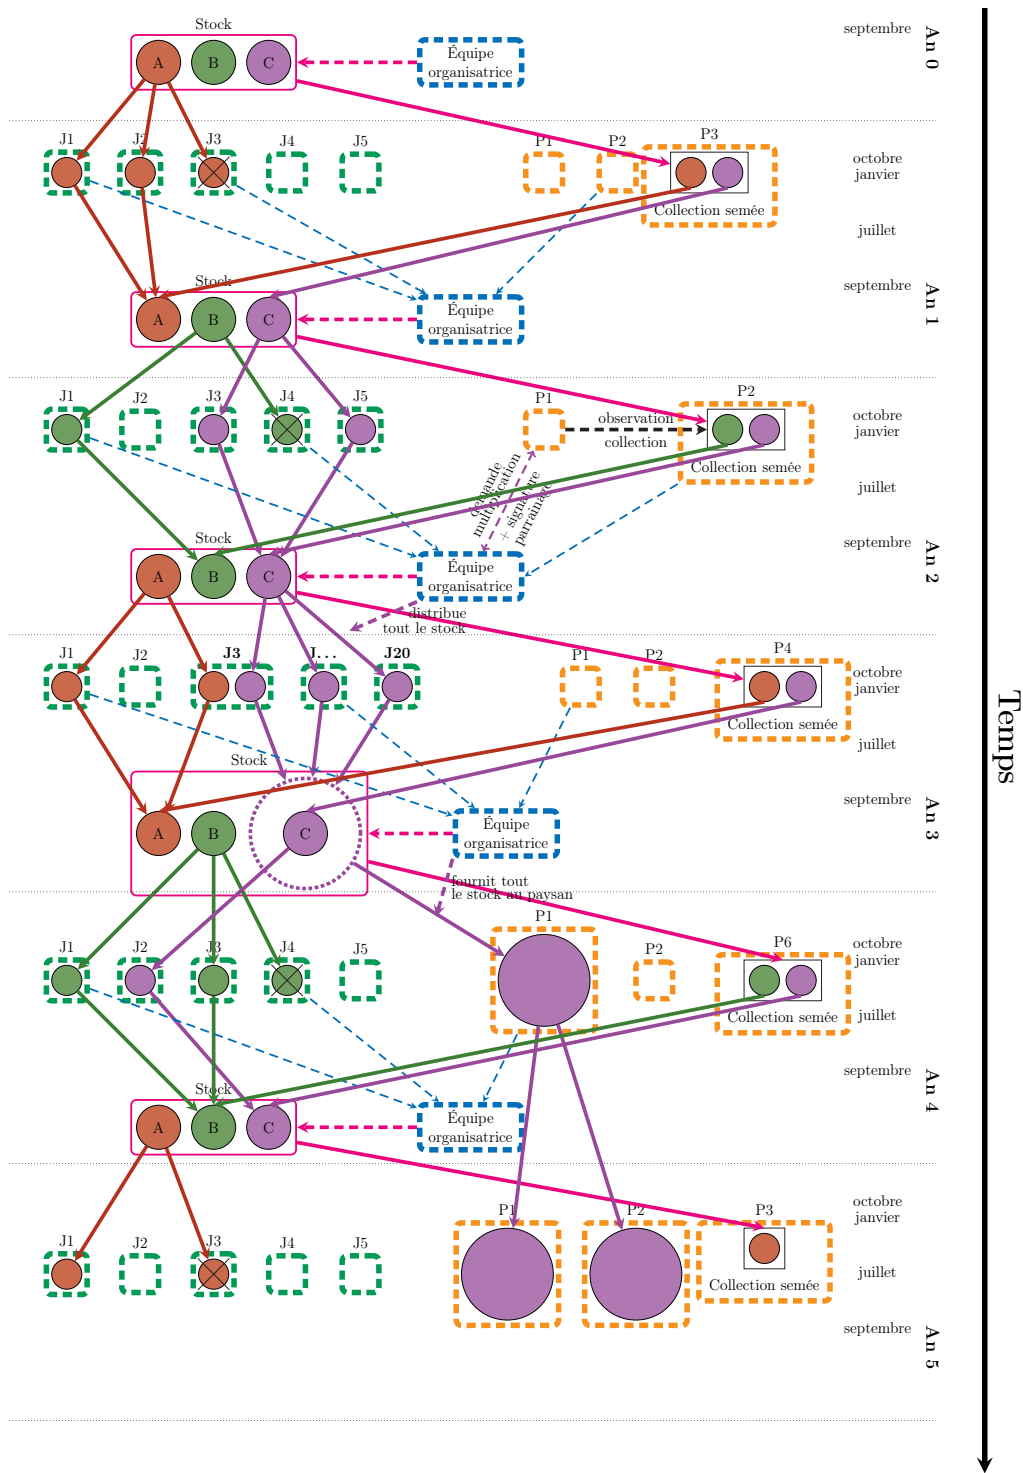 Stock
septembre
An 0
A
B
C
Équipe
organisatrice
J1
J2
J3
J4
J5
P1
P2
P3
octobre
janvier
Collection semée
juillet
Stock
septembre
An 1
A
B
C
Équipe
organisatrice
J1
J2
J3
J4
J5
P1
P2
octobre
janvier
observation
collection
Collection semée
demande
multiplication
+ signature
parrainage
juillet
Stock
septembre
An 2
A
B
C
Équipe
organisatrice
distribue
tout le stock
J1
J2
J3
J...
J20
P1
P2
P4
octobre
janvier
Collection semée
juillet
Stock
septembre
An 3
A
B
C
Équipe
organisatrice
fournit tout
le stock au paysan
J1
J2
J3
J4
J5
P1
P2
P6
octobre
janvier
Collection semée
juillet
Stock
septembre
An 4
A
B
C
Équipe
organisatrice
J1
J2
J3
J4
J5
P1
P2
P3
octobre
janvier
Collection semée
juillet
septembre
An 5
Temps